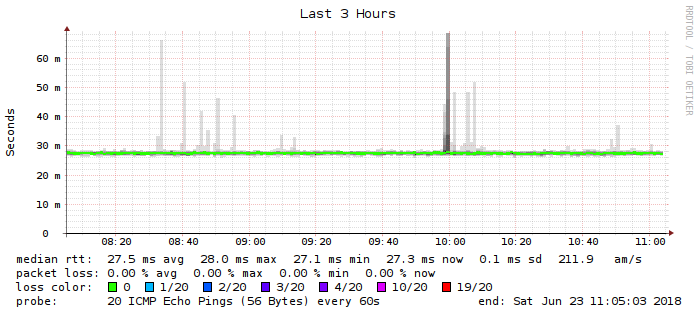 Last 3 Hours
RRDTOOL / TOBI OETIKER
Seconds
60 m
50 m
40 m
30 m
20 m
10 m
0
08:20 08:40 09:00 09:20 09:40 10:00 10:20 10:40 11:00
median rtt: 27.5 ms avg 28.0 ms max 27.1 ms min 27.3 ms now 0.1 ms sd 211.9 am/s
packet loss: 0.00 % avg 0.00 % max 0.00 % min 0.00 % now
loss color: 0 1/20 2/20 3/20 4/20 10/20 19/20
probe: 20 ICMP Echo Pings (56 Bytes) every 60s end: Sat Jun 23 11:05:03 2018